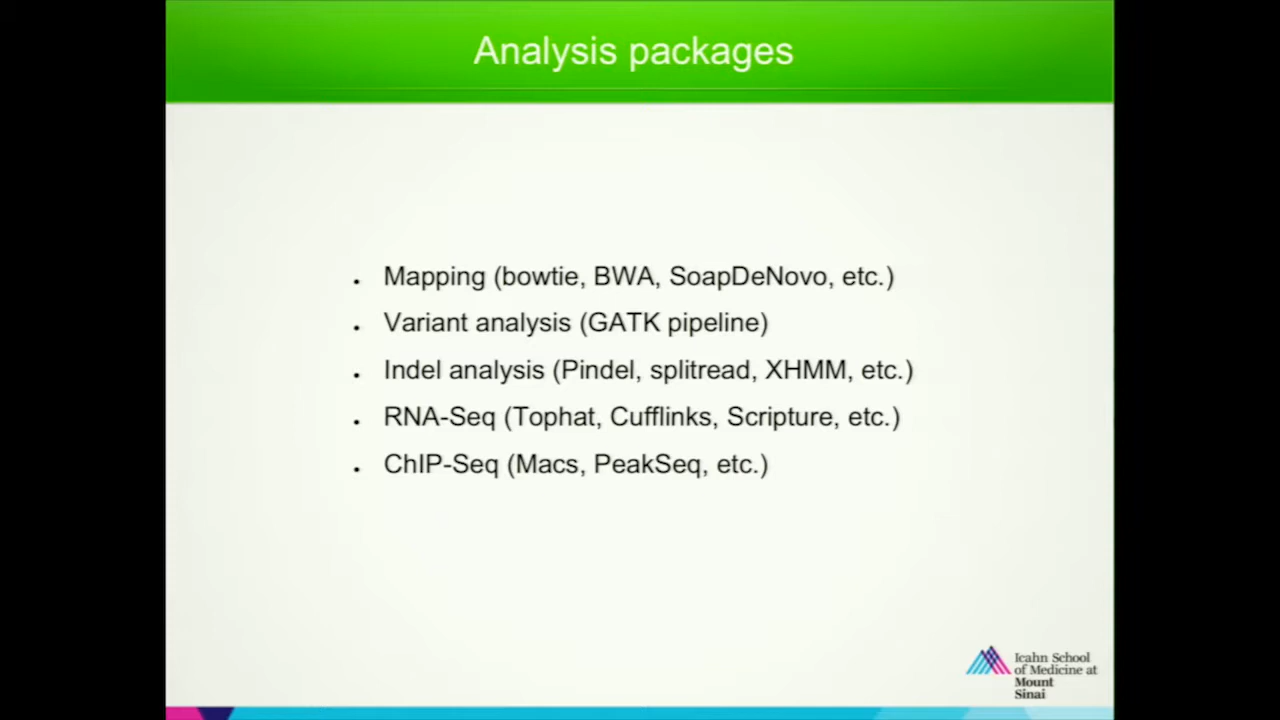 Analysis packages
• Mapping (bowtie, BWA, SoapDeNovo, etc.)
• Variant analysis (GATK pipeline)
• Indel analysis (Pindel, splitread, XHMM, etc.)
• RNA-Seq (Tophat, Cufflinks, Scripture, etc.)
• ChIP-Seq (Macs, PeakSeq, etc.)
Icahn School
of Medicine at
Mount
Sinai